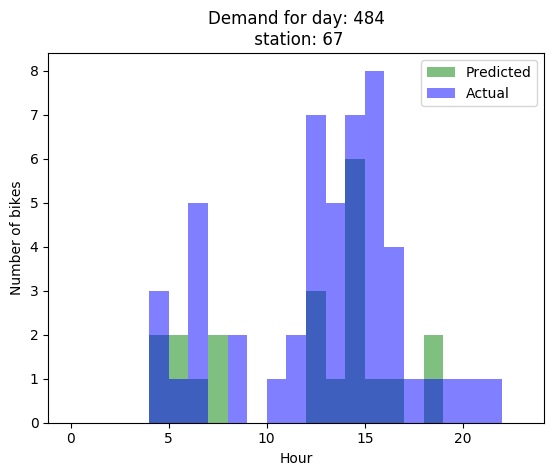 Demand for day: 484
station: 67
Predicted
Actual
Number of bikes
8
7
6
5
4
3
2
1
0
0 5 10 15 20
Hour